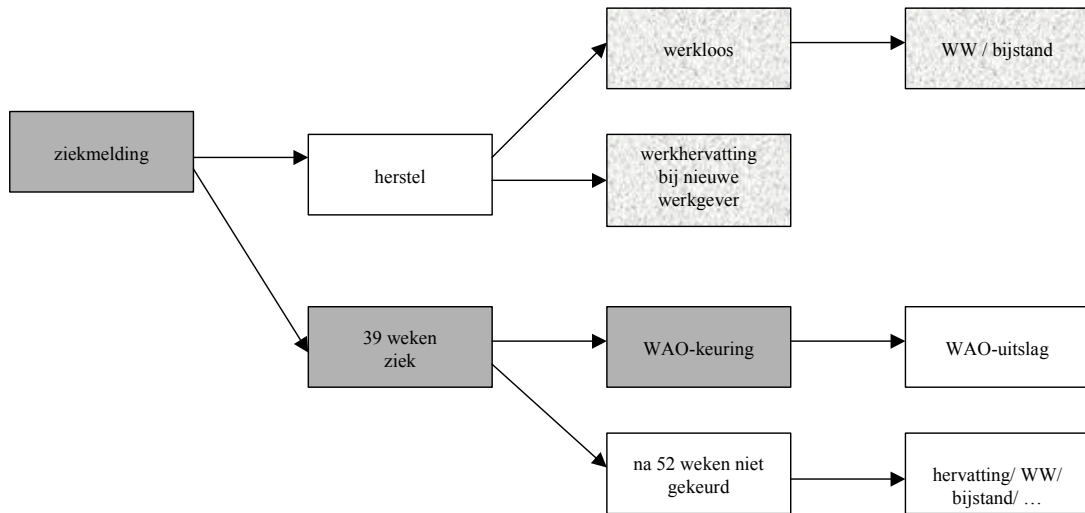 werkloos
WW / bijstand
ziekmelding
herstel
werkhervatting
bij nieuwe
werkgever
39 weken
ziek
WAO-keuring
WAO-uitslag
na 52 weken niet
gekeurd
hervatting/ WW/
bijstand/ …